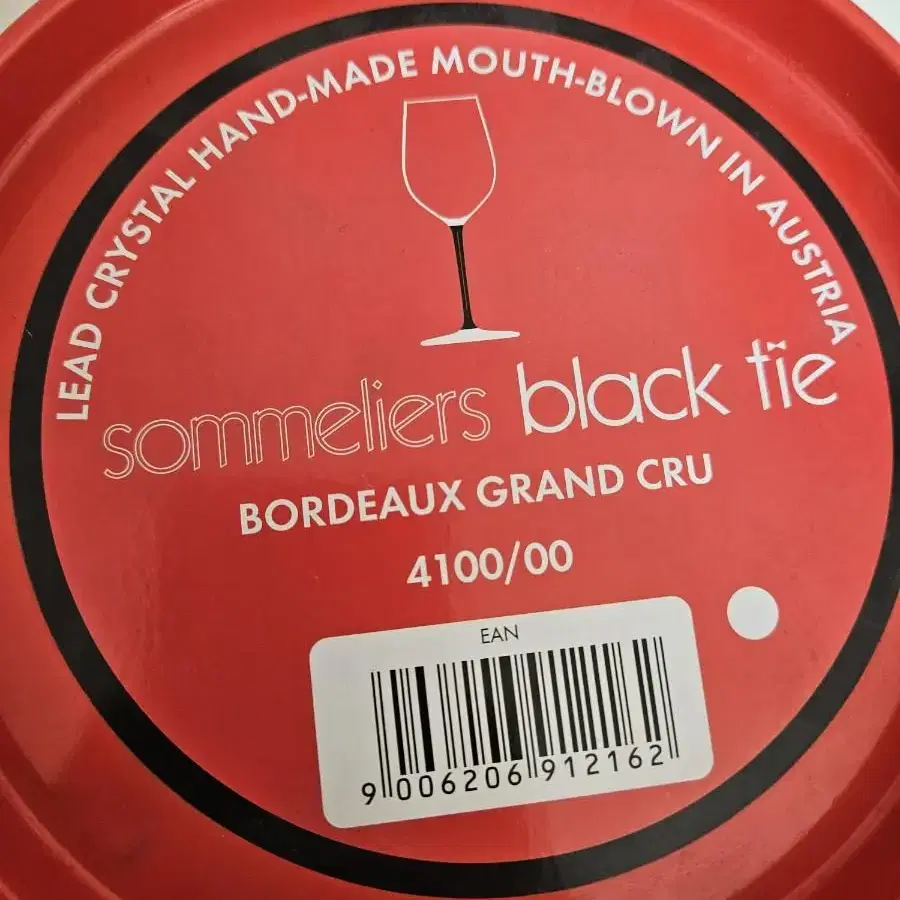 LEAD CRYSTAL HAND-MADE MOUTH-BLOWN IN AUSTRIA
sommeliers black tie
BORDEAUX GRAND CRU
4100/00
EAN
9 006206 912162